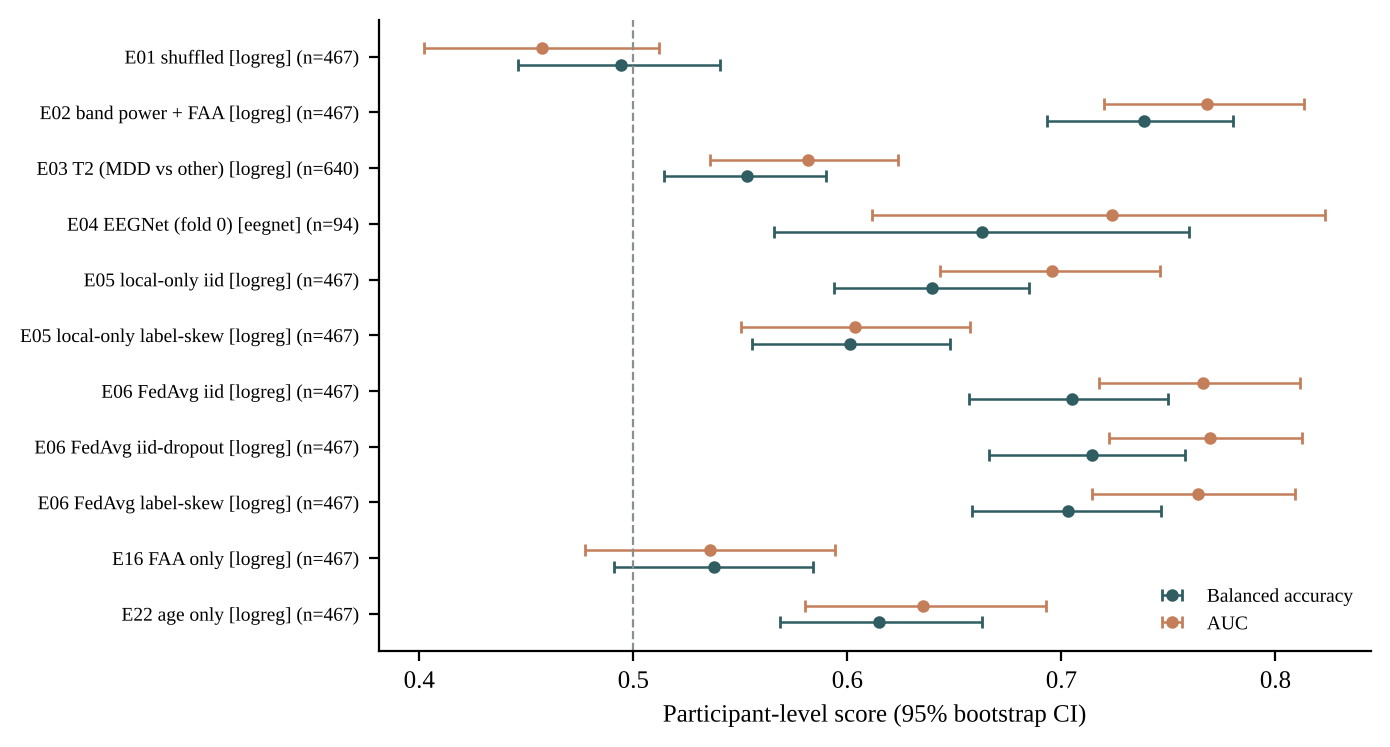 E01 shuffled [logreg] (n=467)
E02 band power + FAA [logreg] (n=467)
E03 T2 (MDD vs other) [logreg] (n=640)
E04 EEGNet (fold 0) [eegnet] (n=94)
E05 local-only iid [logreg] (n=467)
E05 local-only label-skew [logreg] (n=467)
E06 FedAvg iid [logreg] (n=467)
E06 FedAvg iid-dropout [logreg] (n=467)
E06 FedAvg label-skew [logreg] (n=467)
E16 FAA only [logreg] (n=467)
E22 age only [logreg] (n=467)
Balanced accuracy
AUC
0.4 0.5 0.6 0.7 0.8
Participant-level score (95% bootstrap CI)